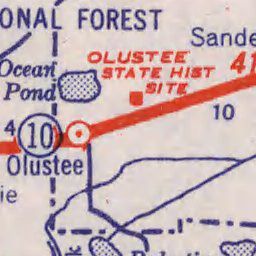 ONAL FOREST
Sande
OLUSTEE
STATE HIST
SITE
41
Ocean
Pond
10
4
10
Olustee
ie